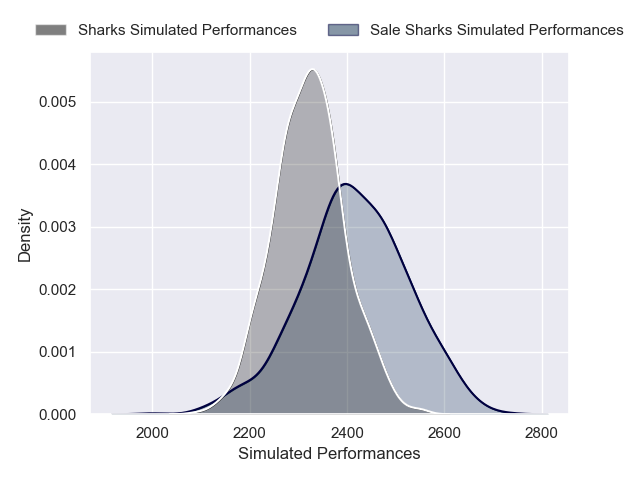 Sharks Simulated Performances
Sale Sharks Simulated Performances
0.005
0.004
0.003
0.002
0.001
0.000
Density
2000
2200
2400
2600
2800
Simulated Performances